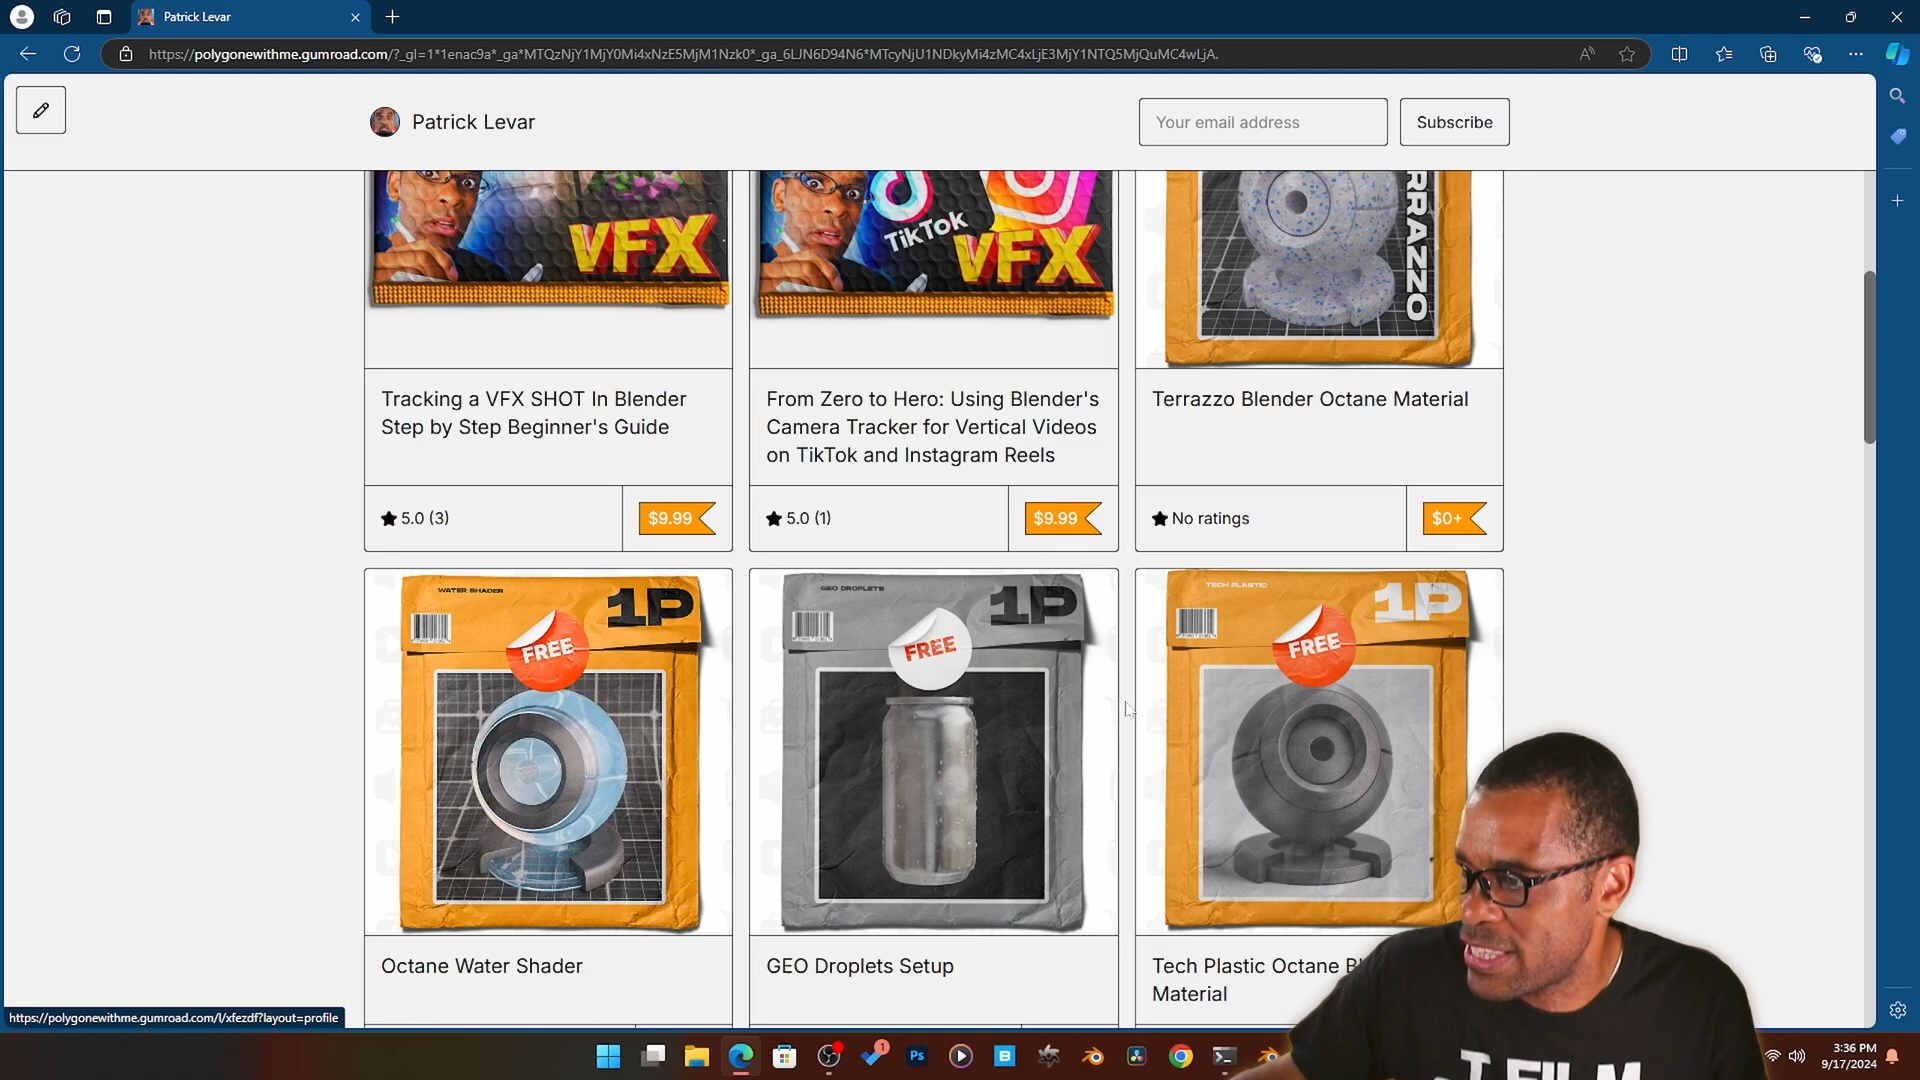 Patrick Levar
https://polygonewithme.gumroad.com/?_gl=1*1enac9a*_ga*MTQzNjY1MjY0Mi4xNzE5MjM1Nzk0*_ga_6LJN6D94N6*MTcyNjU1NDkyMi4zMC4xLjE3MjY1NTQ5MjQuMC4wLjA.
Patrick Levar
Your email address
Subscribe
VFX
TikTok
VFX
RRAZZO
Tracking a VFX SHOT In Blender
Step by Step Beginner's Guide
From Zero to Hero: Using Blender's
Camera Tracker for Vertical Videos
on TikTok and Instagram Reels
Terrazzo Blender Octane Material
5.0 (3)
$9.99
5.0 (1)
$9.99
No ratings
$0+
WATER SHADER
1P
FREE
GEO DROPLETS
1P
FREE
TECH PLASTIC
1P
FREE
Octane Water Shader
GEO Droplets Setup
Tech Plastic Octane B
Material
https://polygonewithme.gumroad.com/l/xfezdf?layout=profile
1
Ps
3:36 PM
9/17/2024
FILM